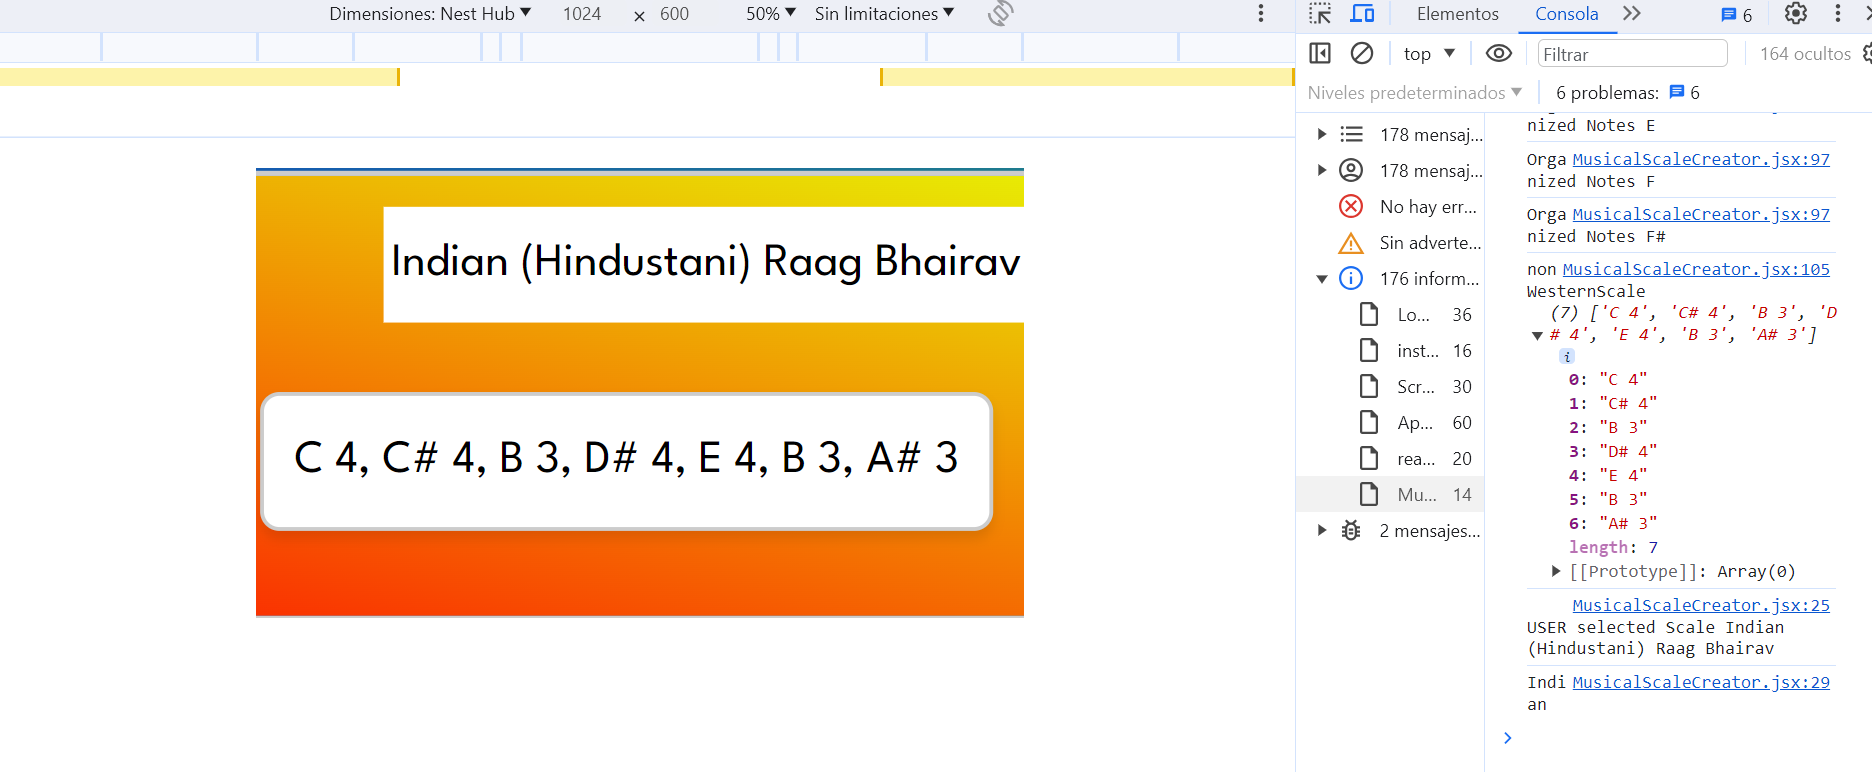 Dimensiones: Nest Hub 1024 × 600 50% Sin limitaciones
Indian (Hindustani) Raag Bhairav
C 4, C# 4, B 3, D# 4, E 4, B 3, A# 3
Elementos Consola 6
top Filtrar 164 ocultos
Niveles predeterminados 6 problemas: 6
178 mensaj...
178 mensaj...
No hay err...
Sin adverte...
176 inform...
Lo... 36
inst... 16
Scr... 30
Ap... 60
rea... 20
Mu... 14
2 mensajes...
nized Notes E
Orga MusicalScaleCreator.jsx:97
nized Notes F
Orga MusicalScaleCreator.jsx:97
nized Notes F#
non MusicalScaleCreator.jsx:105
WesternScale
(7) ['C 4', 'C# 4', 'B 3', 'D
# 4', 'E 4', 'B 3', 'A# 3']
i
0: "C 4"
1: "C# 4"
2: "B 3"
3: "D# 4"
4: "E 4"
5: "B 3"
6: "A# 3"
length: 7
[[Prototype]]: Array(0)
MusicalScaleCreator.jsx:25
USER selected Scale Indian
(Hindustani) Raag Bhairav
Indi MusicalScaleCreator.jsx:29
an